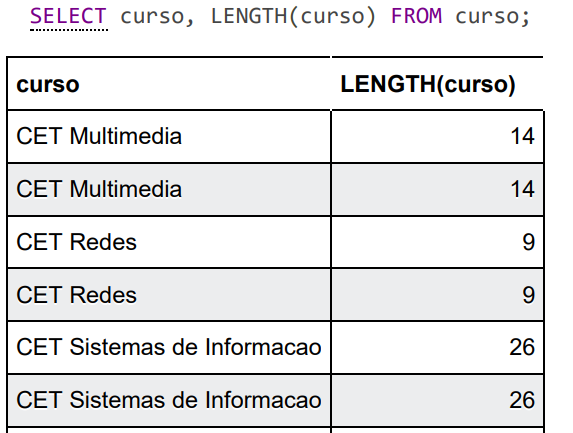 SELECT curso, LENGTH(curso) FROM curso;
curso LENGTH(curso)
CET Multimedia 14
CET Multimedia 14
CET Redes 9
CET Redes 9
CET Sistemas de Informacao 26
CET Sistemas de Informacao 26